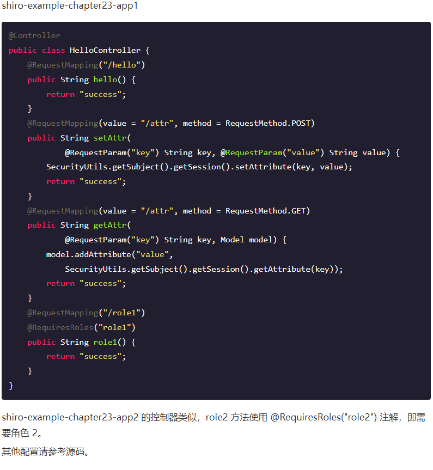 shiro-example-chapter23-app1
@Controller
public class HelloController {
@RequestMapping("/hello")
public String hello() {
return "success";
}
@RequestMapping(value = "/attr", method = RequestMethod.POST)
public String setAttr(
@RequestParam("key") String key, @RequestParam("value") String value) {
SecurityUtils.getSubject().getSession().setAttribute(key, value);
return "success";
}
@RequestMapping(value = "/attr", method = RequestMethod.GET)
public String getAttr(
@RequestParam("key") String key, Model model) {
model.addAttribute("value",
SecurityUtils.getSubject().getSession().getAttribute(key));
return "success";
}
@RequestMapping("/role1")
@RequiresRoles("role1")
public String role1() {
return "success";
}
}
shiro-example-chapter23-app2 的控制器类似，role2 方法使用 @RequiresRoles("role2") 注解，即需
要角色 2。
其他配置请参考源码。